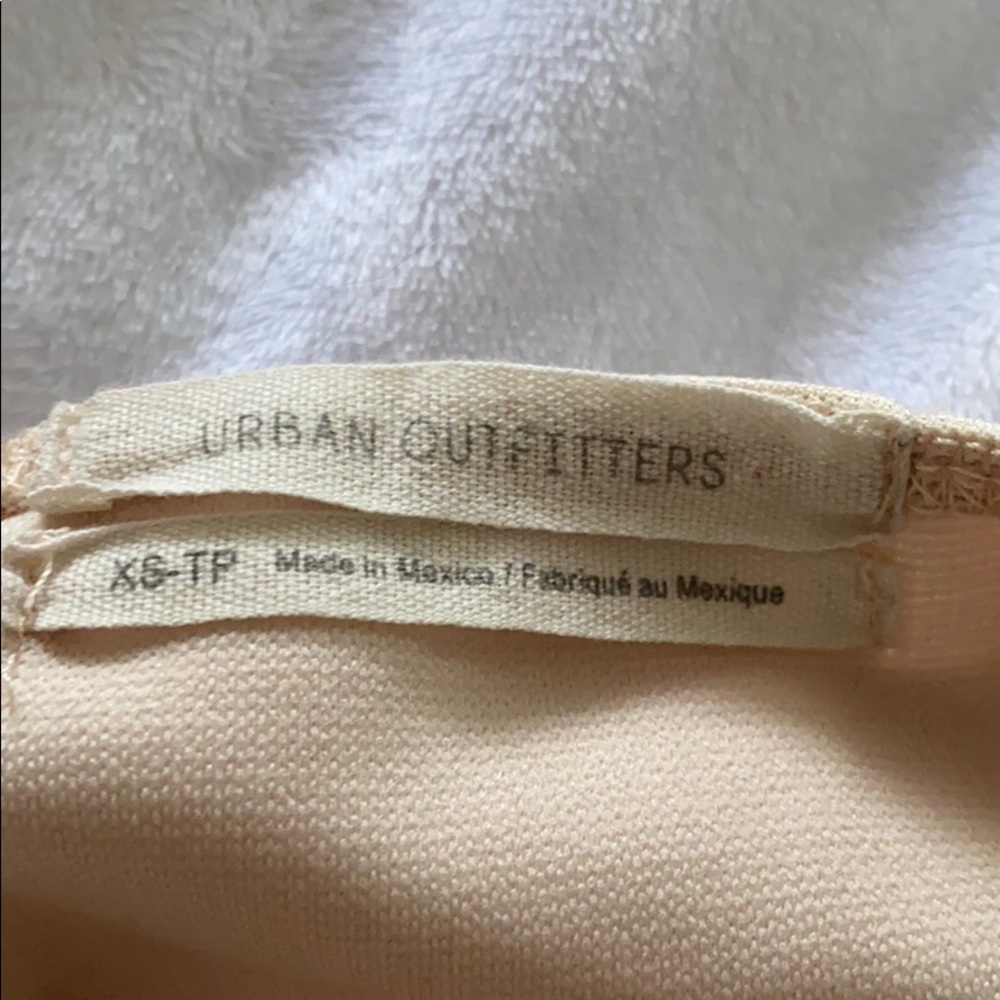 URBAN OUTFITTERS
XS-TP Made in Mexico / Fabriqué au Mexique